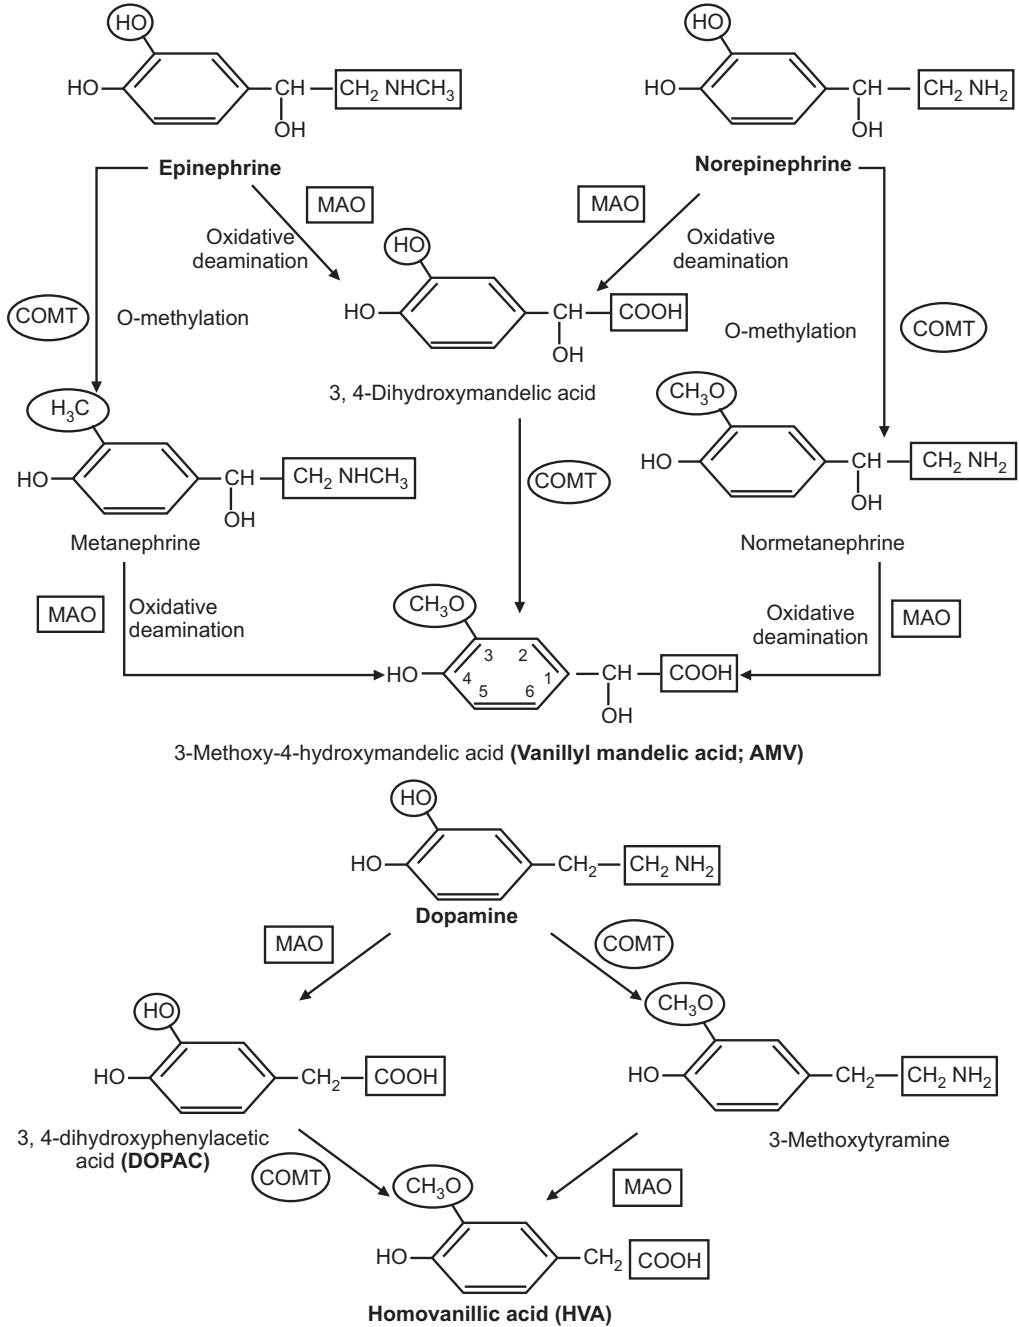 HO
HO
HO
CH
CH₂ NHCH₃
HO
CH
CH₂ NH₂
OH
OH
Epinephrine
Norepinephrine
MAO
MAO
Oxidative
deamination
HO
Oxidative
deamination
HO
CH
COOH
COMT
O-methylation
O-methylation
COMT
OH
3, 4-Dihydroxymandelic acid
H₃C
CH₃O
HO
CH
CH₂ NHCH₃
COMT
HO
CH
CH₂ NH₂
OH
OH
Metanephrine
Normetanephrine
MAO
Oxidative
deamination
CH₃O
Oxidative
deamination
MAO
HO
3
2
4
1
5
6
CH
COOH
OH
3-Methoxy-4-hydroxymandelic acid (Vanillyl mandelic acid; AMV)
HO
HO
CH₂
CH₂ NH₂
Dopamine
MAO
COMT
HO
CH₃O
HO
CH₂
COOH
HO
CH₂
CH₂ NH₂
3, 4-dihydroxyphenylacetic
acid (DOPAC)
3-Methoxytyramine
COMT
CH₃O
MAO
HO
CH₂
COOH
Homovanillic acid (HVA)